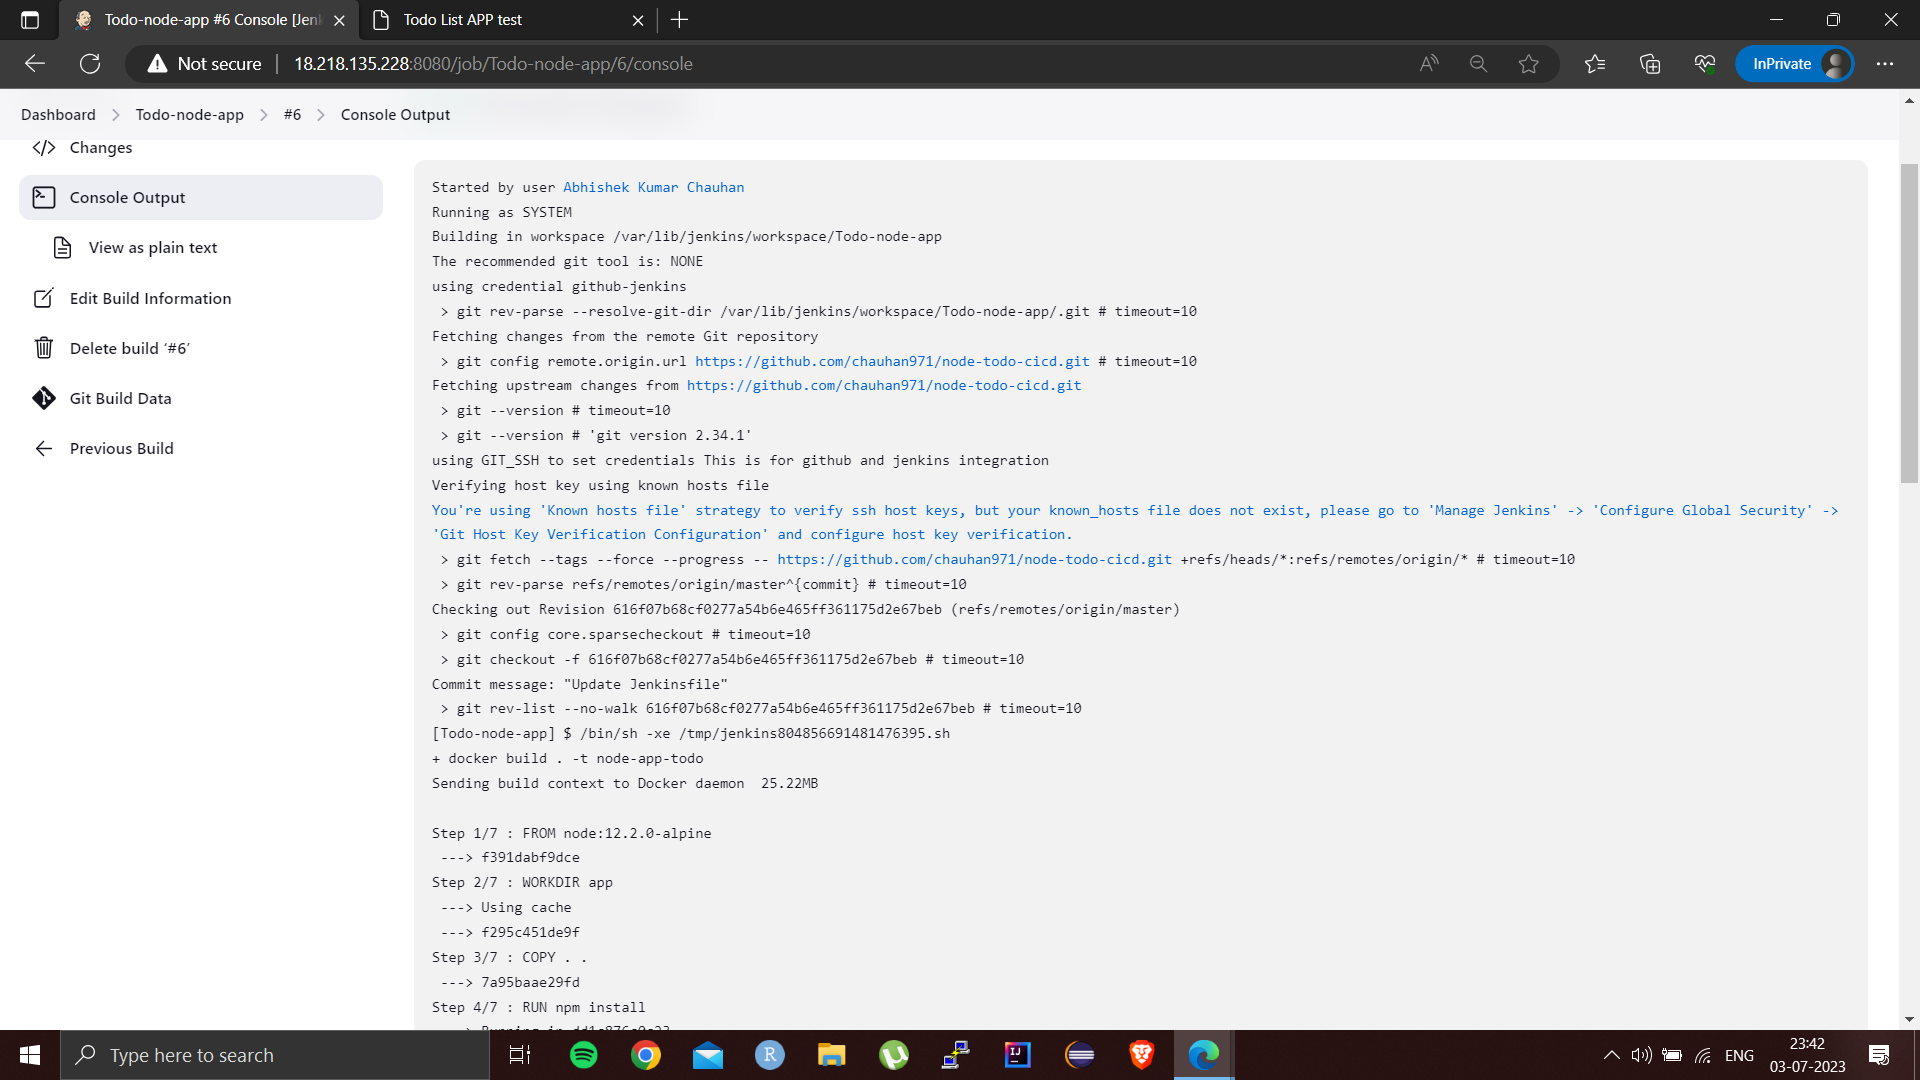 Todo-node-app #6 Console [Jenk
Todo List APP test
Not secure
18.218.135.228:8080/job/Todo-node-app/6/console
InPrivate
Dashboard
Todo-node-app
#6
Console Output
Changes
Console Output
View as plain text
Edit Build Information
Delete build ‘#6’
Git Build Data
Previous Build
Started by user Abhishek Kumar Chauhan
Running as SYSTEM
Building in workspace /var/lib/jenkins/workspace/Todo-node-app
The recommended git tool is: NONE
using credential github-jenkins
> git rev-parse --resolve-git-dir /var/lib/jenkins/workspace/Todo-node-app/.git # timeout=10
Fetching changes from the remote Git repository
> git config remote.origin.url https://github.com/chauhan971/node-todo-cicd.git # timeout=10
Fetching upstream changes from https://github.com/chauhan971/node-todo-cicd.git
> git --version # timeout=10
> git --version # 'git version 2.34.1'
using GIT_SSH to set credentials This is for github and jenkins integration
Verifying host key using known hosts file
You're using 'Known hosts file' strategy to verify ssh host keys, but your known_hosts file does not exist, please go to 'Manage Jenkins' -> 'Configure Global Security' ->
'Git Host Key Verification Configuration' and configure host key verification.
> git fetch --tags --force --progress -- https://github.com/chauhan971/node-todo-cicd.git +refs/heads/*:refs/remotes/origin/* # timeout=10
> git rev-parse refs/remotes/origin/master^{commit} # timeout=10
Checking out Revision 616f07b68cf0277a54b6e465ff361175d2e67beb (refs/remotes/origin/master)
> git config core.sparsecheckout # timeout=10
> git checkout -f 616f07b68cf0277a54b6e465ff361175d2e67beb # timeout=10
Commit message: "Update Jenkinsfile"
> git rev-list --no-walk 616f07b68cf0277a54b6e465ff361175d2e67beb # timeout=10
[Todo-node-app] $ /bin/sh -xe /tmp/jenkins804856691481476395.sh
+ docker build . -t node-app-todo
Sending build context to Docker daemon  25.22MB
Step 1/7 : FROM node:12.2.0-alpine
---> f391dabf9dce
Step 2/7 : WORKDIR app
---> Using cache
---> f295c451de9f
Step 3/7 : COPY . .
---> 7a95baae29fd
Step 4/7 : RUN npm install
Type here to search
ENG
23:42
03-07-2023